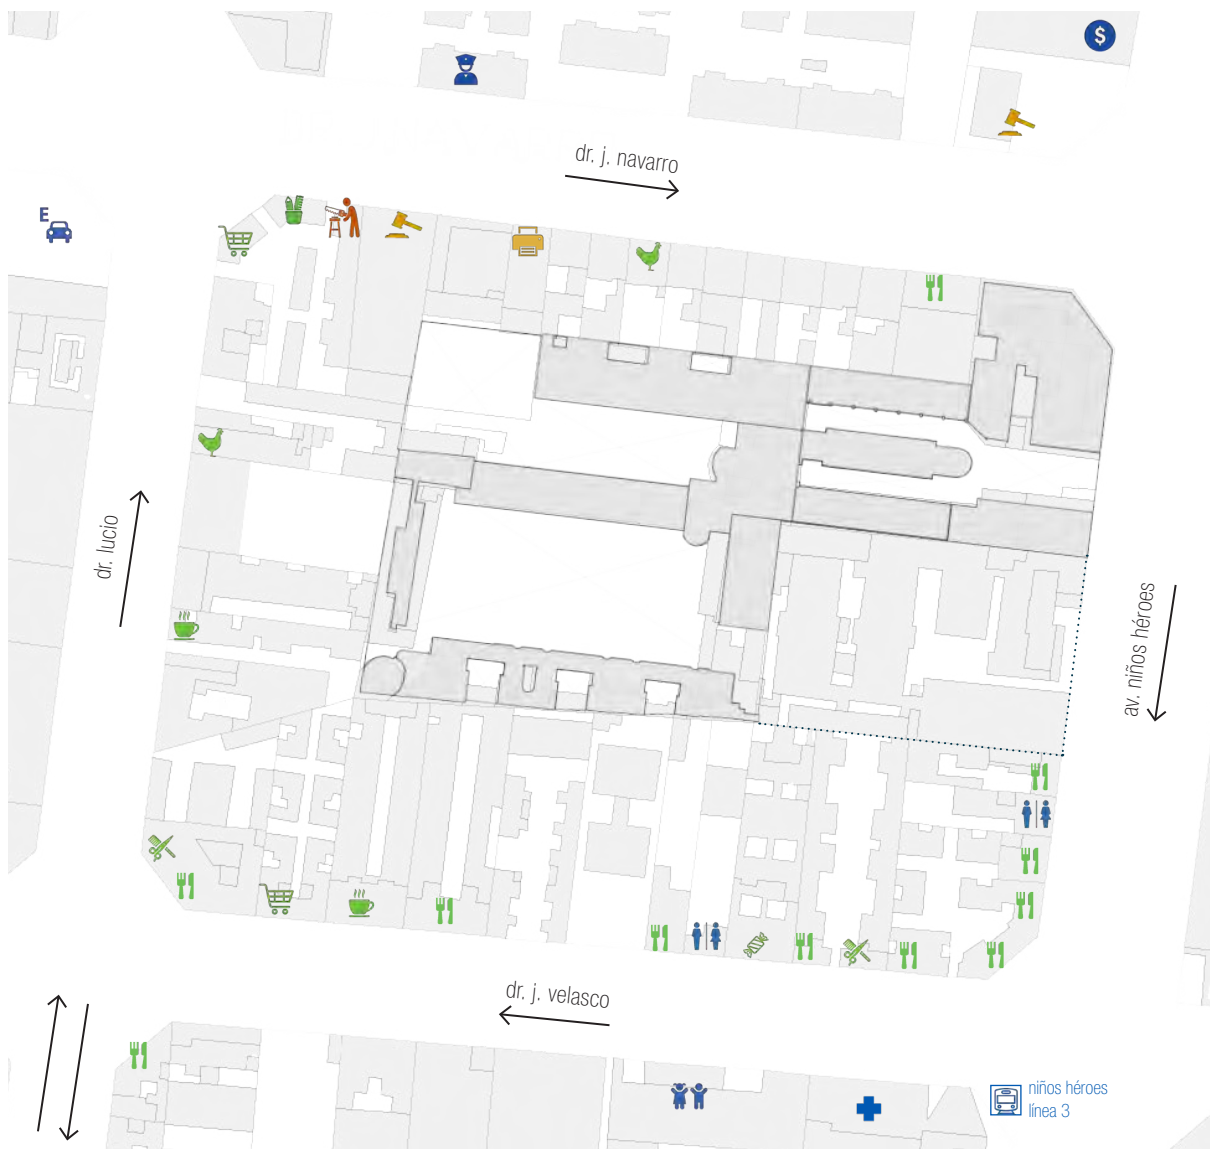 $
dr. j. navarro
E
dr. lucio
av. niños héroes
dr. j. velasco
niños héroes
línea 3